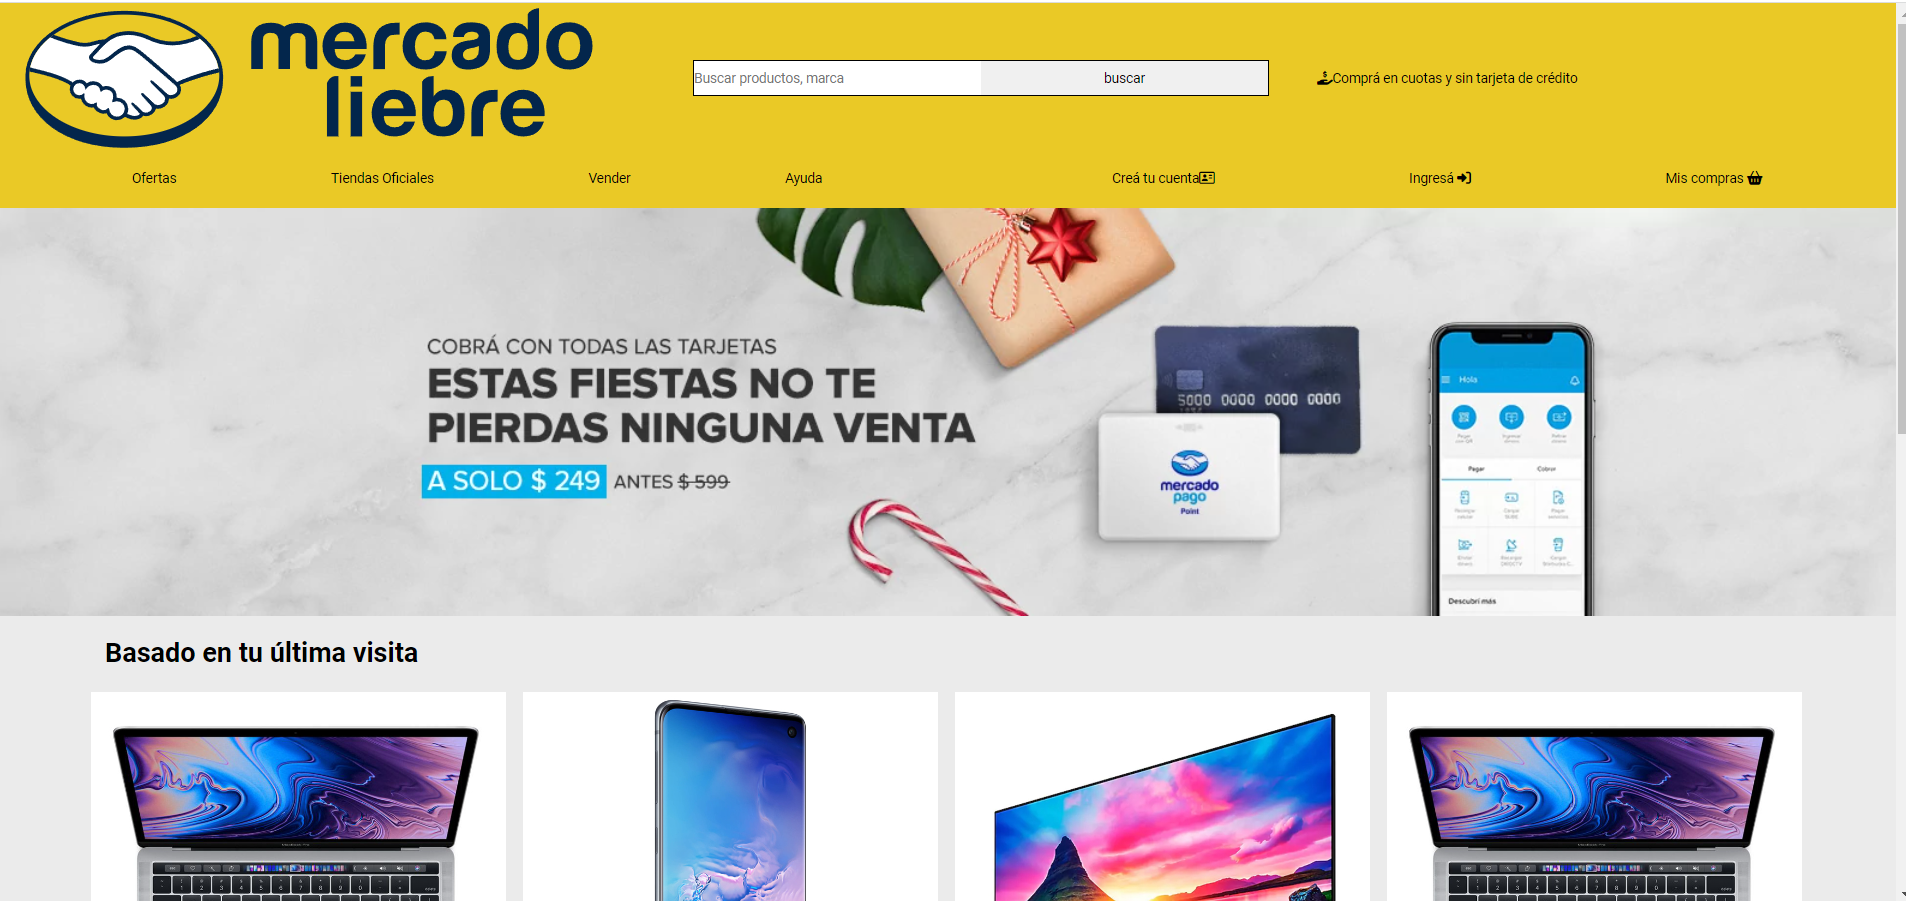 mercado
liebre
Buscar productos, marca
buscar
Comprá en cuotas y sin tarjeta de crédito
Ofertas
Tiendas Oficiales
Vender
Ayuda
Creá tu cuenta
Ingresá
Mis compras
COBRÁ CON TODAS LAS TARJETAS
ESTAS FIESTAS NO TE
PIERDAS NINGUNA VENTA
A SOLO $ 249 ANTES $ 599
5000 0000 0000 0000
mercado
pago
Point
Hola
Pagar
Cobrar
Descubrí más
Basado en tu última visita